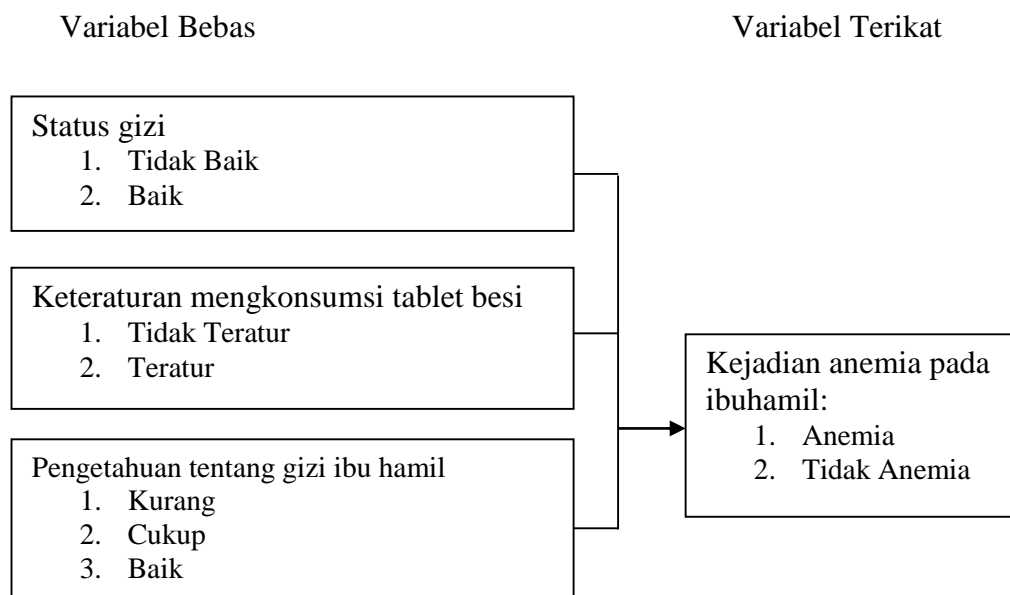 Variabel Bebas
Variabel Terikat
Status gizi
1. Tidak Baik
2. Baik
Keteraturan mengkonsumsi tablet besi
1. Tidak Teratur
2. Teratur
Pengetahuan tentang gizi ibu hamil
1. Kurang
2. Cukup
3. Baik
Kejadian anemia pada
ibuhamil:
1. Anemia
2. Tidak Anemia